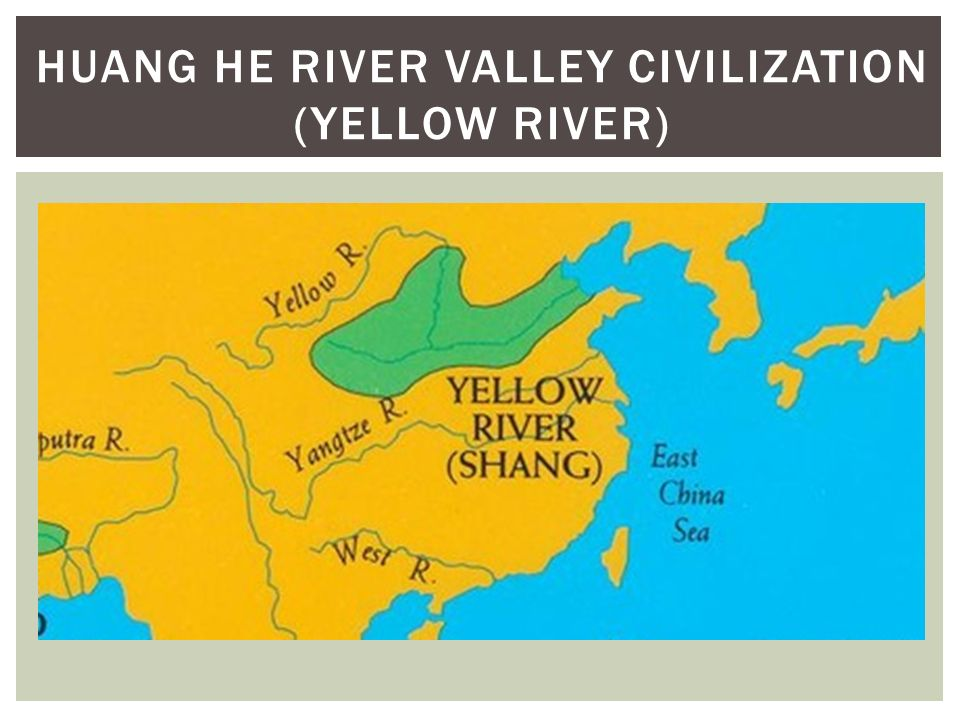 HUANG HE RIVER VALLEY CIVILIZATION
(YELLOW RIVER)
Yellow R.
YELLOW
RIVER
(SHANG)
Yangtze R.
putra R.
East
China
Sea
West R.